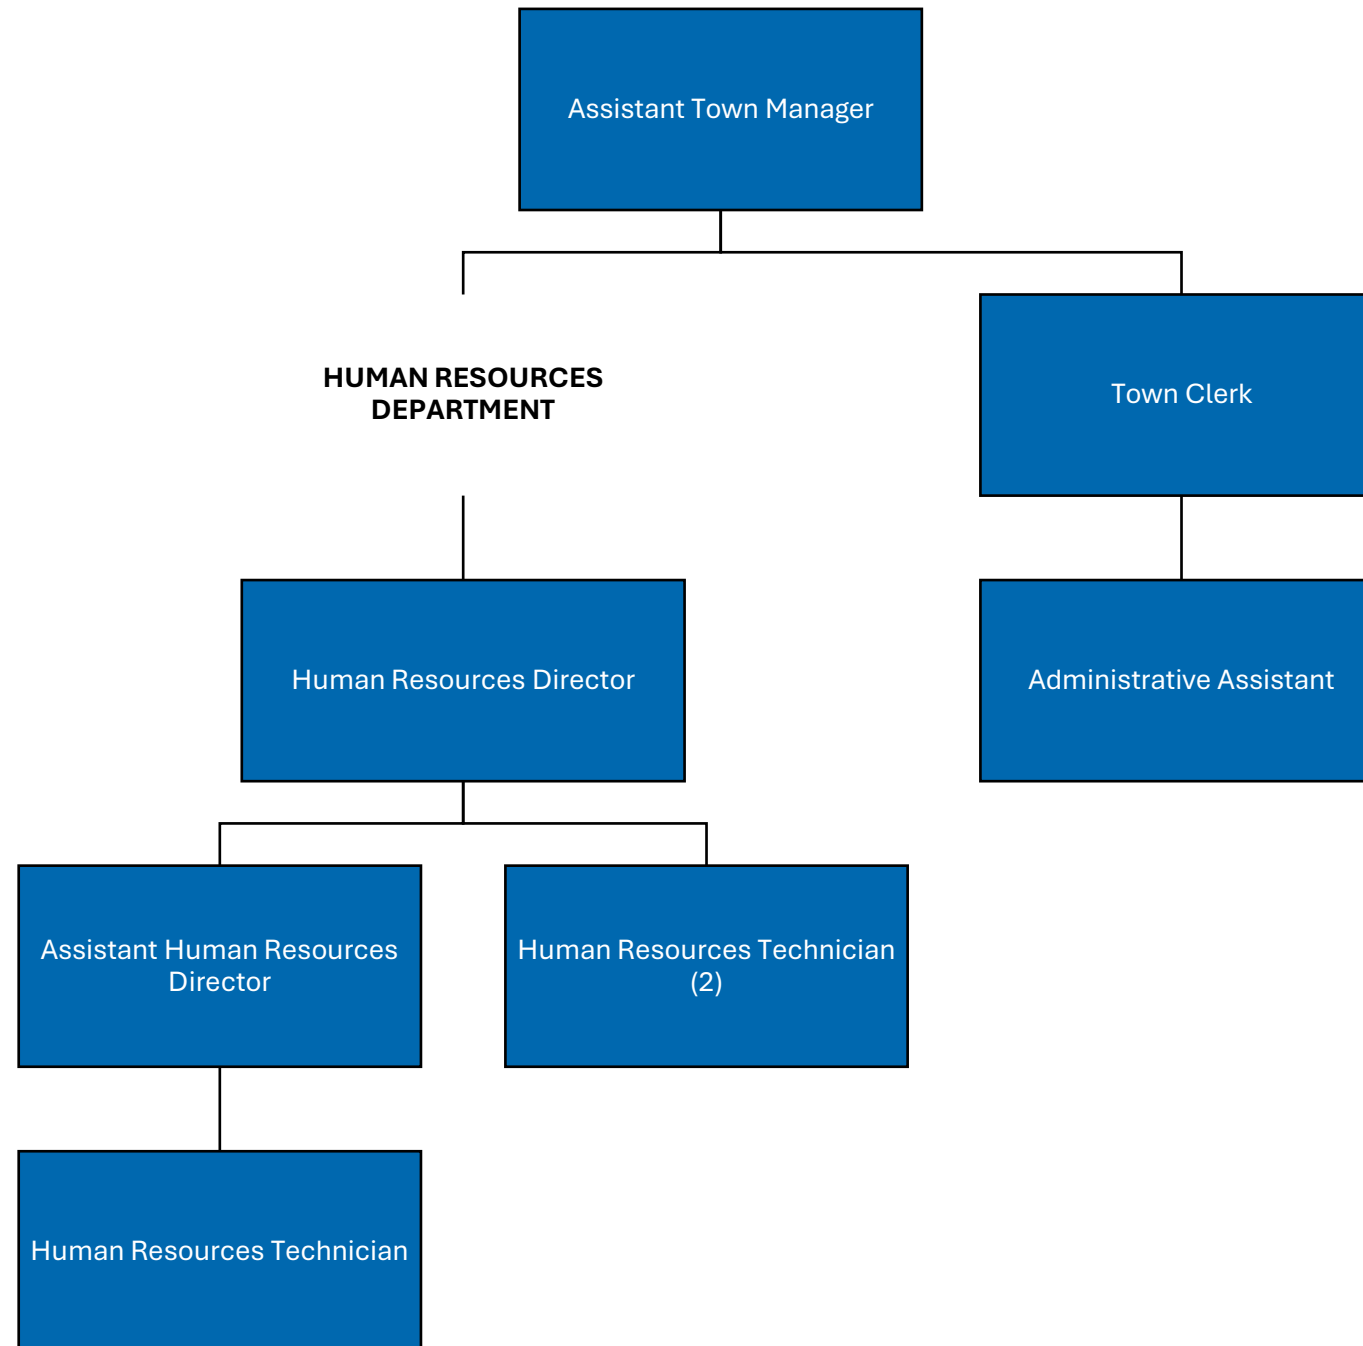 Assistant Town Manager
HUMAN RESOURCES
DEPARTMENT
Town Clerk
Human Resources Director
Administrative Assistant
Assistant Human Resources
Director
Human Resources Technician
(2)
Human Resources Technician